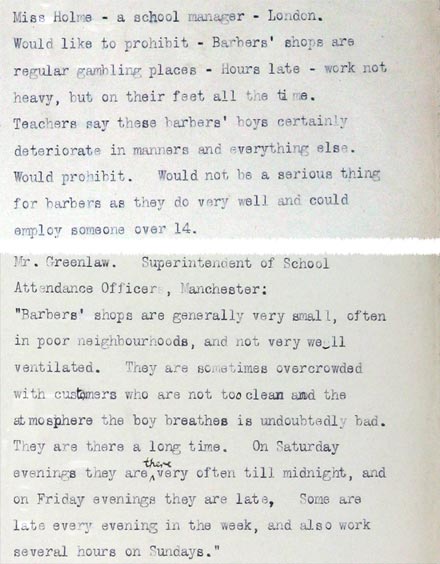 Miss Holme - a school manager - London.
Would like to prohibit - Barbers' shops are
regular gambling places - Hours late - work not
heavy, but on their feet all the time.
Teachers say these barbers' boys certainly
deteriorate in manners and everything else.
Would prohibit. Would not be a serious thing
for barbers as they do very well and could
employ someone over 14.
Mr. Greenlaw. Superintendent of School
Attendance Officers, Manchester:
"Barbers' shops are generally very small, often
in poor neighbourhoods, and not very well
ventilated. They are sometimes overcrowded
with customers who are not too clean and the
atmosphere the boy breathes is undoubtedly bad.
They are there a long time. On Saturday
evenings they are there very often till midnight, and
on Friday evenings they are late, Some are
late every evening in the week, and also work
several hours on Sundays."